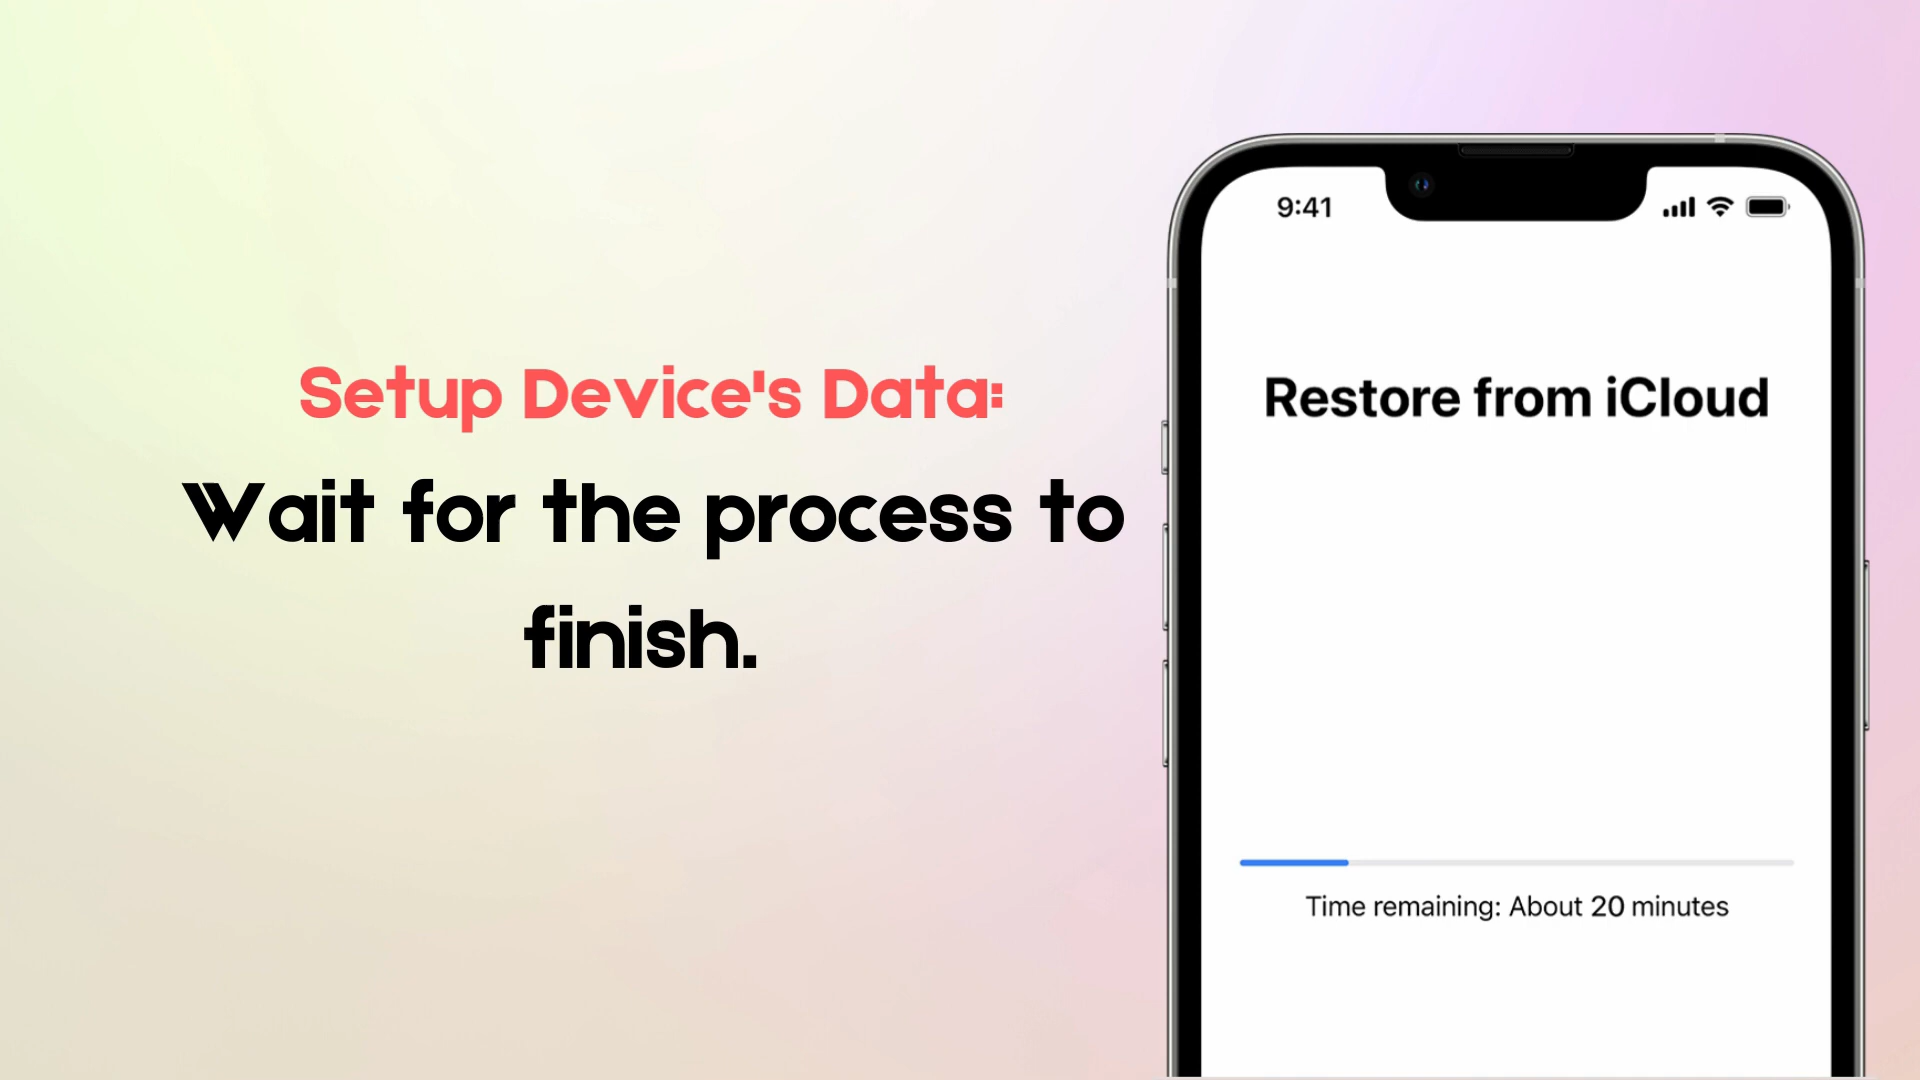 Setup Device's Data:
Wait for the process to
finish.
9:41
Restore from iCloud
Time remaining: About 20 minutes